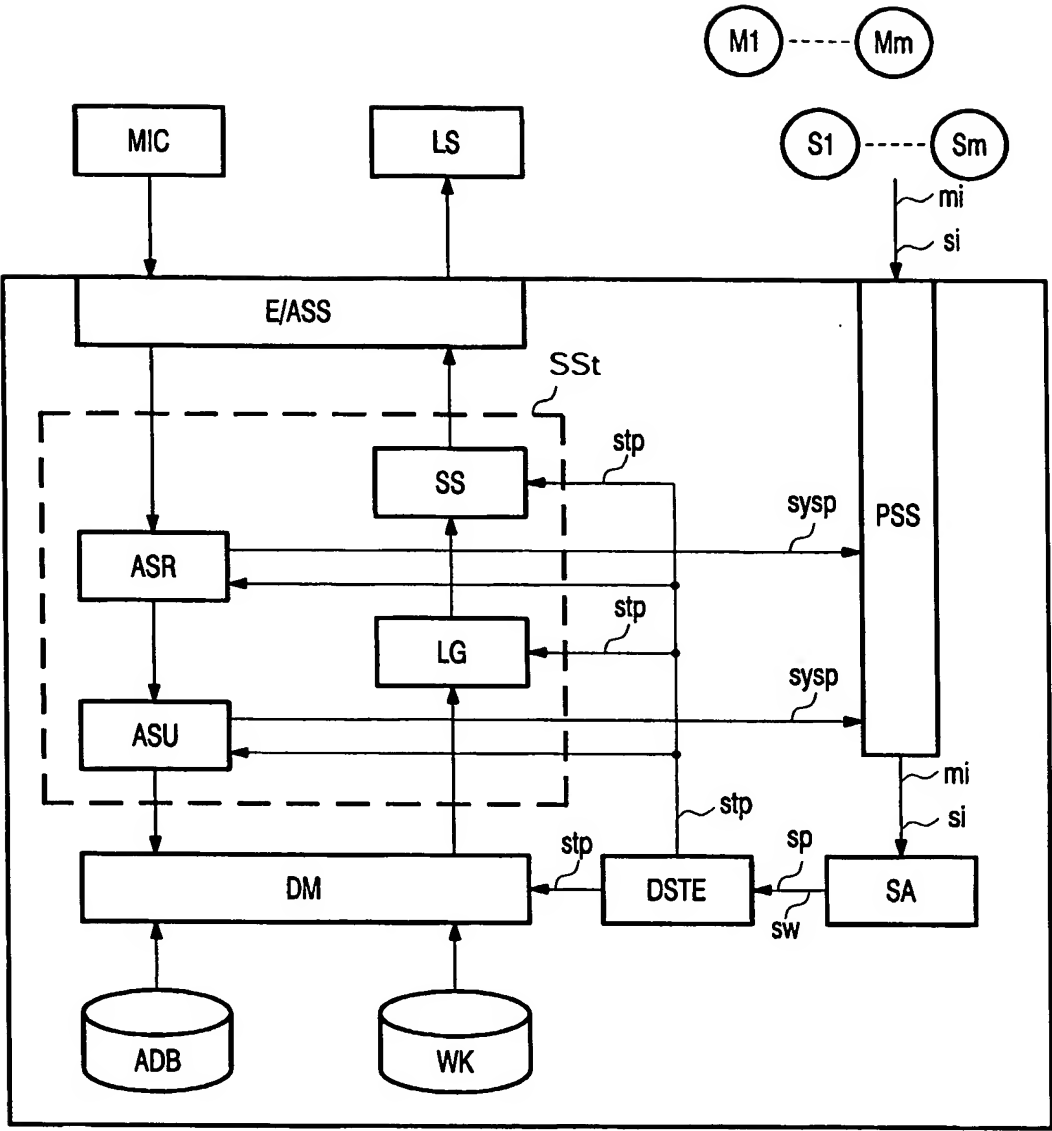 M1 Mm
MIC LS S1 Sm
mi
si
E/ASS
SSt
SS stp
sysp PSS
ASR
LG stp
sysp
ASU
mi
stp si
DM stp DSTE sp SA
sw
ADB WK